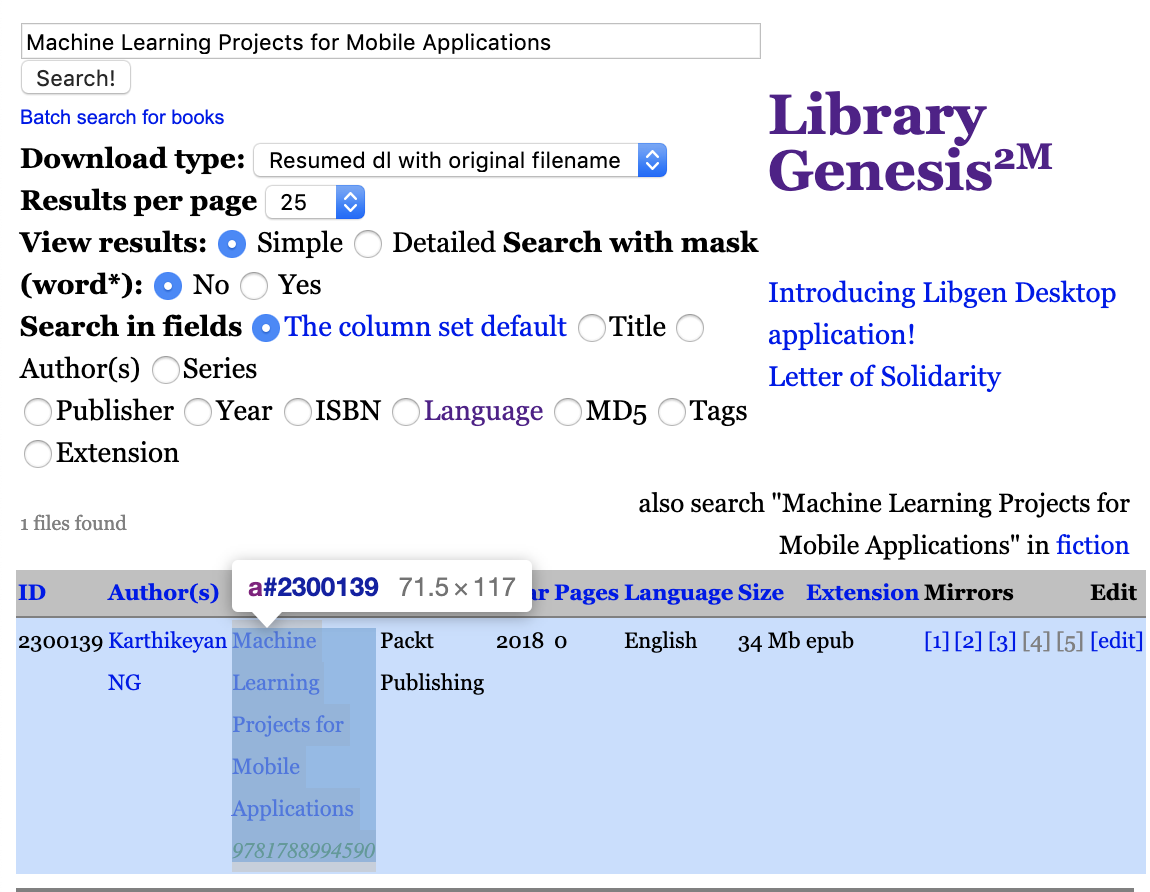 Machine Learning Projects for Mobile Applications
Search!
Batch search for books
Download type: Resumed dl with original filename
Results per page 25
View results: Simple Detailed Search with mask
(word*): No Yes
Search in fields The column set default Title
Author(s) Series
Publisher Year ISBN Language MD5 Tags
Extension
Library
Genesis2M
Introducing Libgen Desktop
application!
Letter of Solidarity
1 files found
also search "Machine Learning Projects for
Mobile Applications" in fiction
a#2300139 71.5×117
ID Author(s) ar Pages Language Size Extension Mirrors Edit
2300139 Karthikeyan Machine Packt 2018 0 English 34 Mb epub [1] [2] [3] [4] [5] [edit]
NG Learning Publishing
Projects for
Mobile
Applications
9781788994590